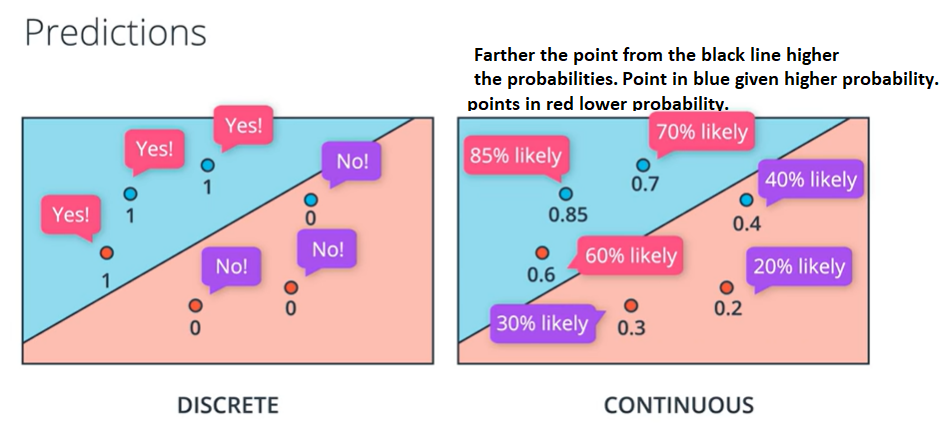 Predictions
Farther the point from the black line higher
the probabilities. Point in blue given higher probability.
points in red lower probability.
Yes!
Yes!
No!
1
1
0
Yes!
1
No!
No!
0
0
DISCRETE
70% likely
85% likely
0.7
40% likely
0.85
0.4
60% likely
0.6
20% likely
0.2
30% likely
0.3
CONTINUOUS